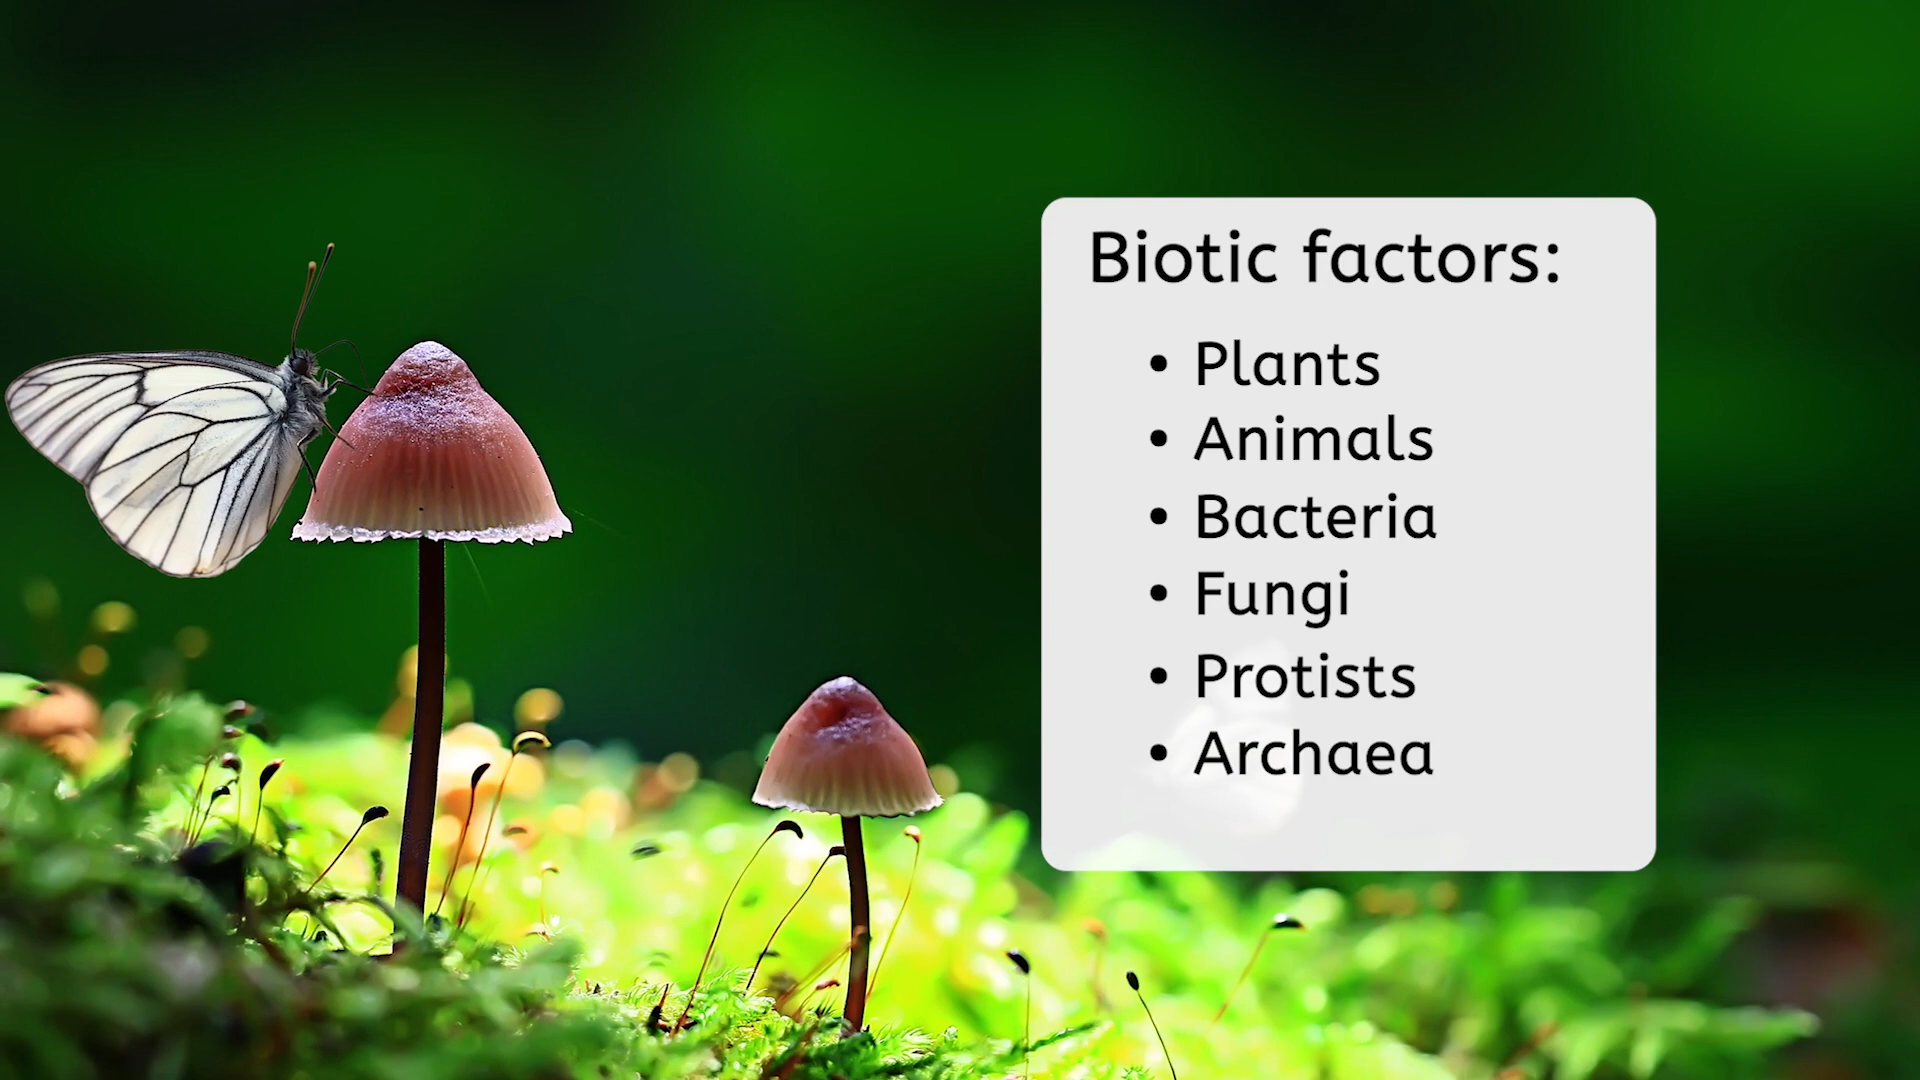 Biotic factors:
• Plants
• Animals
• Bacteria
• Fungi
• Protists
• Archaea